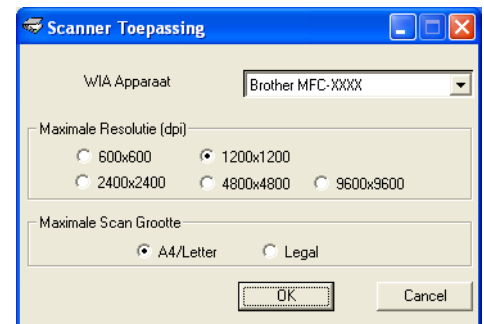 Scanner Toepassing
WIA Apparaat Brother MFC-XXXX
Maximale Resolutie (dpi)
600x600 1200x1200
2400x2400 4800x4800 9600x9600
Maximale Scan Grootte
A4/Letter Legal
OK Cancel